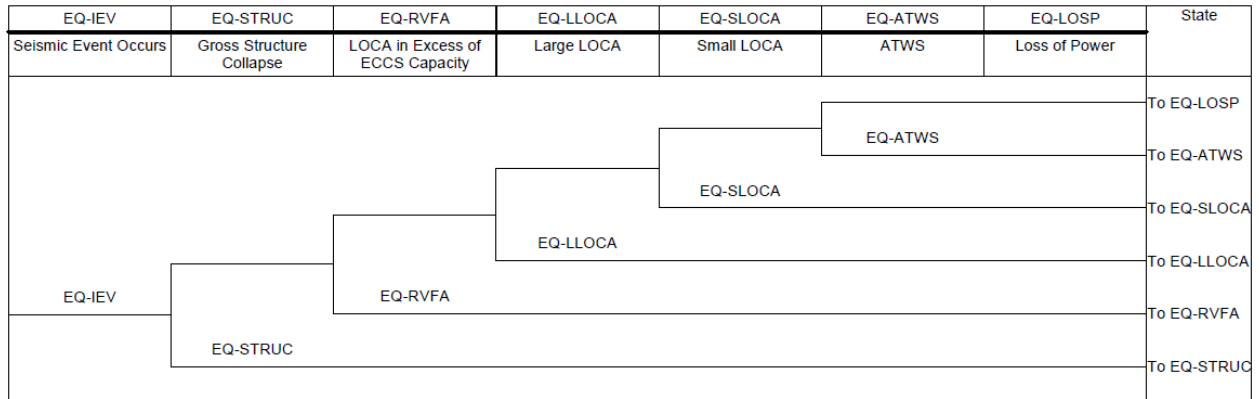 EQ-IEV EQ-STRUC EQ-RVFA EQ-LLOCA EQ-SLOCA EQ-ATWS EQ-LOSP State
Seismic Event Occurs Gross Structure LOCA in Excess of Large LOCA Small LOCA ATWS Loss of Power
Collapse ECCS Capacity
To EQ-LOSP
EQ-ATWS
To EQ-ATWS
EQ-SLOCA
To EQ-SLOCA
EQ-LLOCA
To EQ-LLOCA
EQ-IEV EQ-RVFA
To EQ-RVFA
EQ-STRUC
To EQ-STRUC